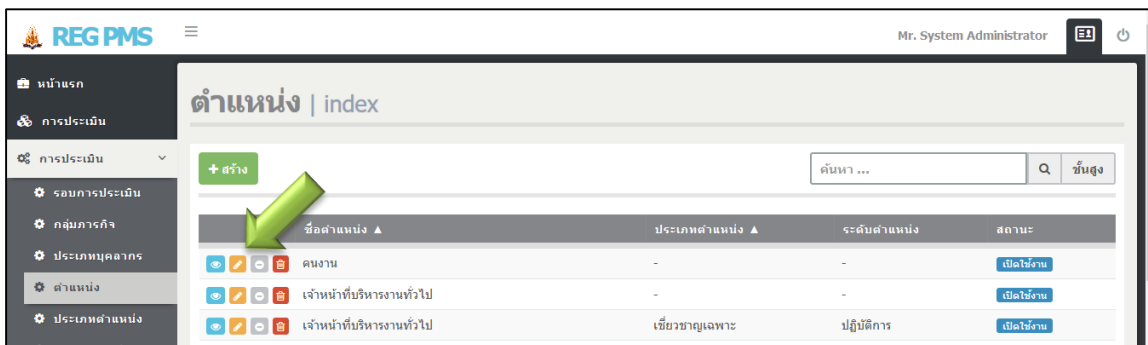 REG PMS
Mr. System Administrator
หน้าแรก
การประเมิน
การประเมิน
รอบการประเมิน
กลุ่มภารกิจ
ประเภทบุคลากร
ตำแหน่ง
ประเภทตำแหน่ง
ตำแหน่ง | index
+ สร้าง
ค้นหา ...
ขั้นสูง
ชื่อตำแหน่ง ▲ ประเภทตำแหน่ง ▲ ระดับตำแหน่ง สถานะ
คนงาน - - เปิดใช้งาน
เจ้าหน้าที่บริหารงานทั่วไป - - เปิดใช้งาน
เจ้าหน้าที่บริหารงานทั่วไป เชี่ยวชาญเฉพาะ ปฏิบัติการ เปิดใช้งาน